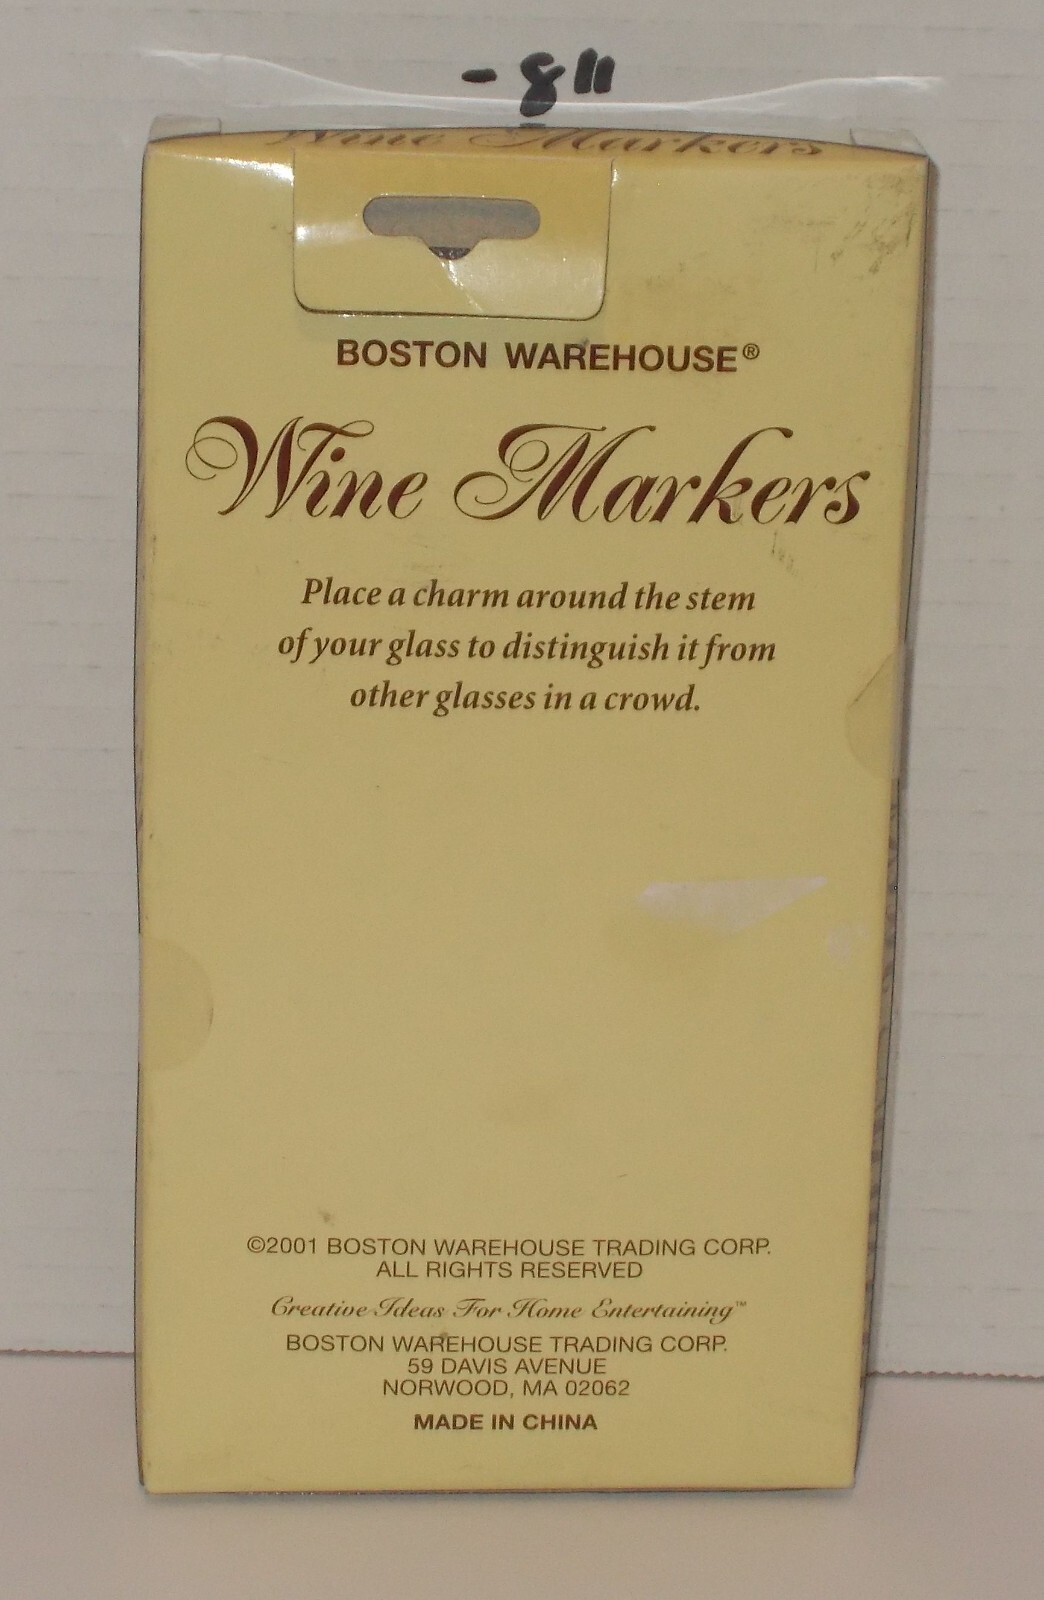 - 8"
Wine Markers
BOSTON WAREHOUSE®
Wine Markers
Place a charm around the stem
of your glass to distinguish it from
other glasses in a crowd.
©2001 BOSTON WAREHOUSE TRADING CORP.
ALL RIGHTS RESERVED
Creative Ideas For Home Entertaining™
BOSTON WAREHOUSE TRADING CORP.
59 DAVIS AVENUE
NORWOOD, MA 02062
MADE IN CHINA